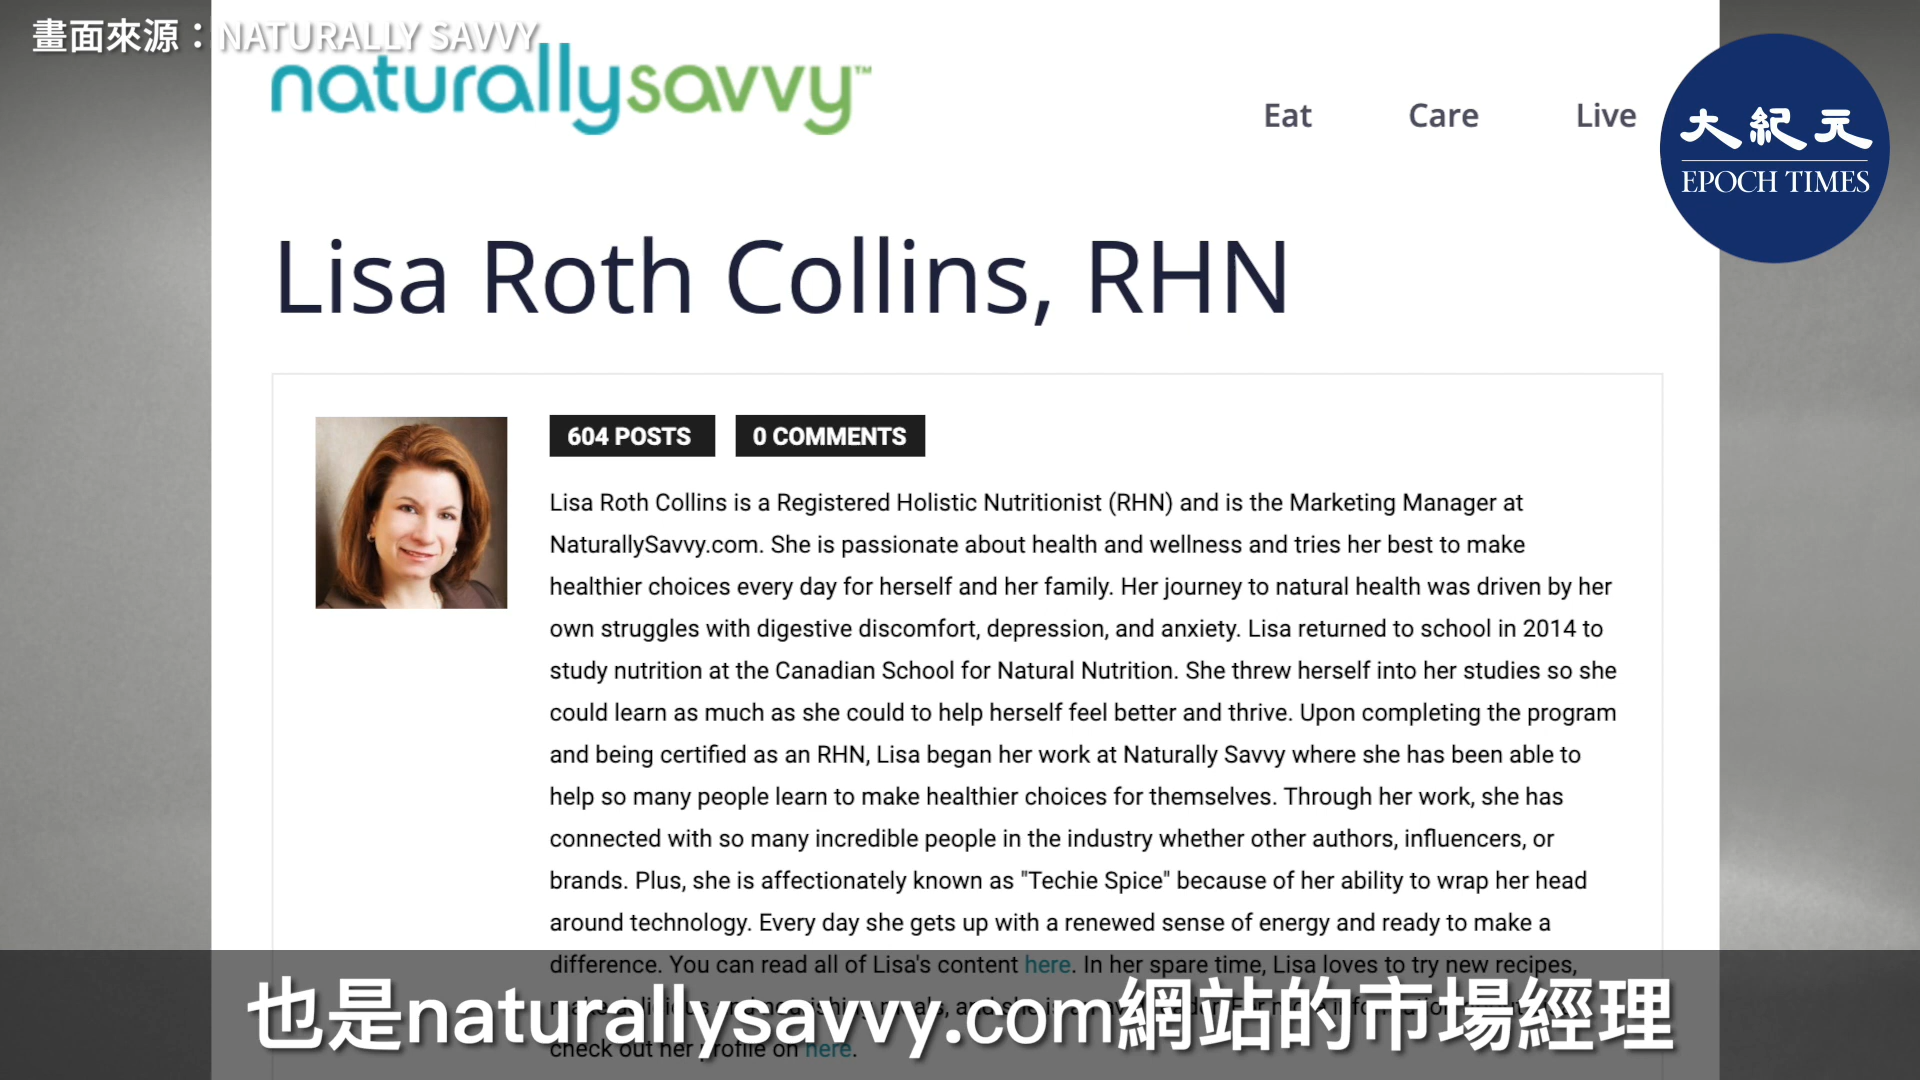 畫面來源：NATURALLY SAVVY
naturallysavvy™
Eat Care Live
大紀元
EPOCH TIMES
Lisa Roth Collins, RHN
604 POSTS 0 COMMENTS
Lisa Roth Collins is a Registered Holistic Nutritionist (RHN) and is the Marketing Manager at
NaturallySavvy.com. She is passionate about health and wellness and tries her best to make
healthier choices every day for herself and her family. Her journey to natural health was driven by her
own struggles with digestive discomfort, depression, and anxiety. Lisa returned to school in 2014 to
study nutrition at the Canadian School for Natural Nutrition. She threw herself into her studies so she
could learn as much as she could to help herself feel better and thrive. Upon completing the program
and being certified as an RHN, Lisa began her work at Naturally Savvy where she has been able to
help so many people learn to make healthier choices for themselves. Through her work, she has
connected with so many incredible people in the industry whether other authors, influencers, or
brands. Plus, she is affectionately known as "Techie Spice" because of her ability to wrap her head
around technology. Every day she gets up with a renewed sense of energy and ready to make a
difference. You can read all of Lisa's content here. In her spare time, Lisa loves to try new recipes,
也是naturallysavvy.com網站的市場經理
check out her profile on here.